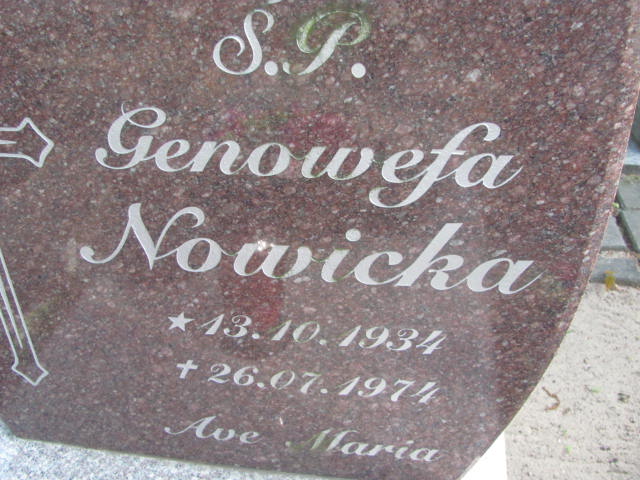 Ś.P.
Genowefa
Nowicka
★ 13.10.1934
✝ 26.07.1974
Ave Maria